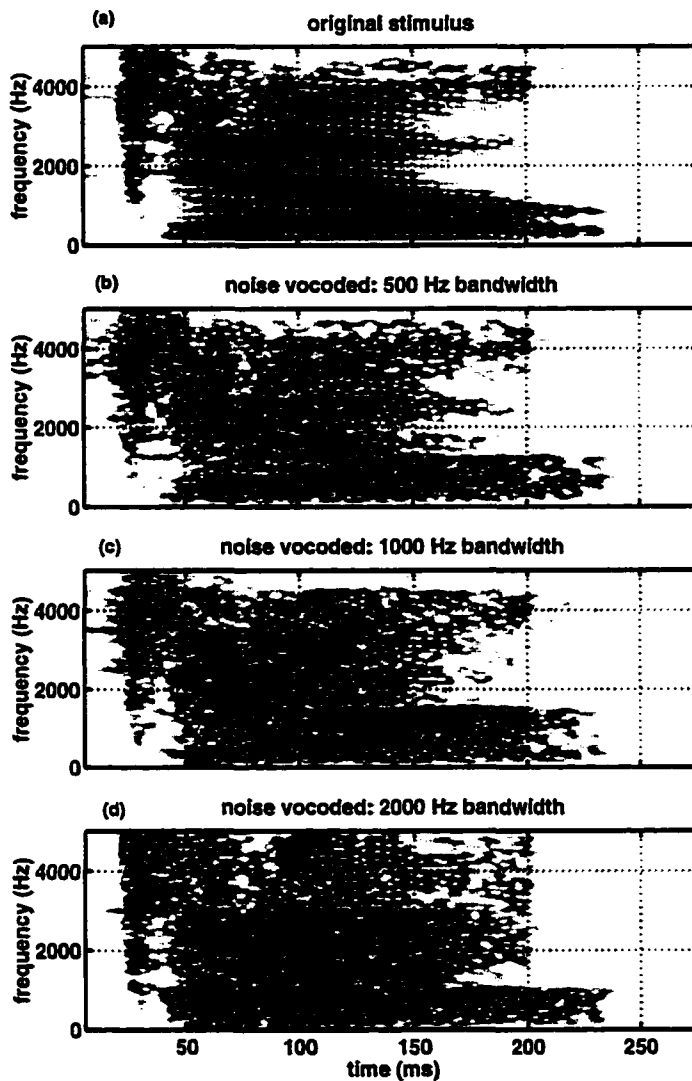 (a) original stimulus
frequency (Hz)
4000
2000
0
(b) noise vocoded: 500 Hz bandwidth
frequency (Hz)
4000
2000
0
(c) noise vocoded: 1000 Hz bandwidth
frequency (Hz)
4000
2000
0
(d) noise vocoded: 2000 Hz bandwidth
frequency (Hz)
4000
2000
0
50 100 150 200 250
time (ms)